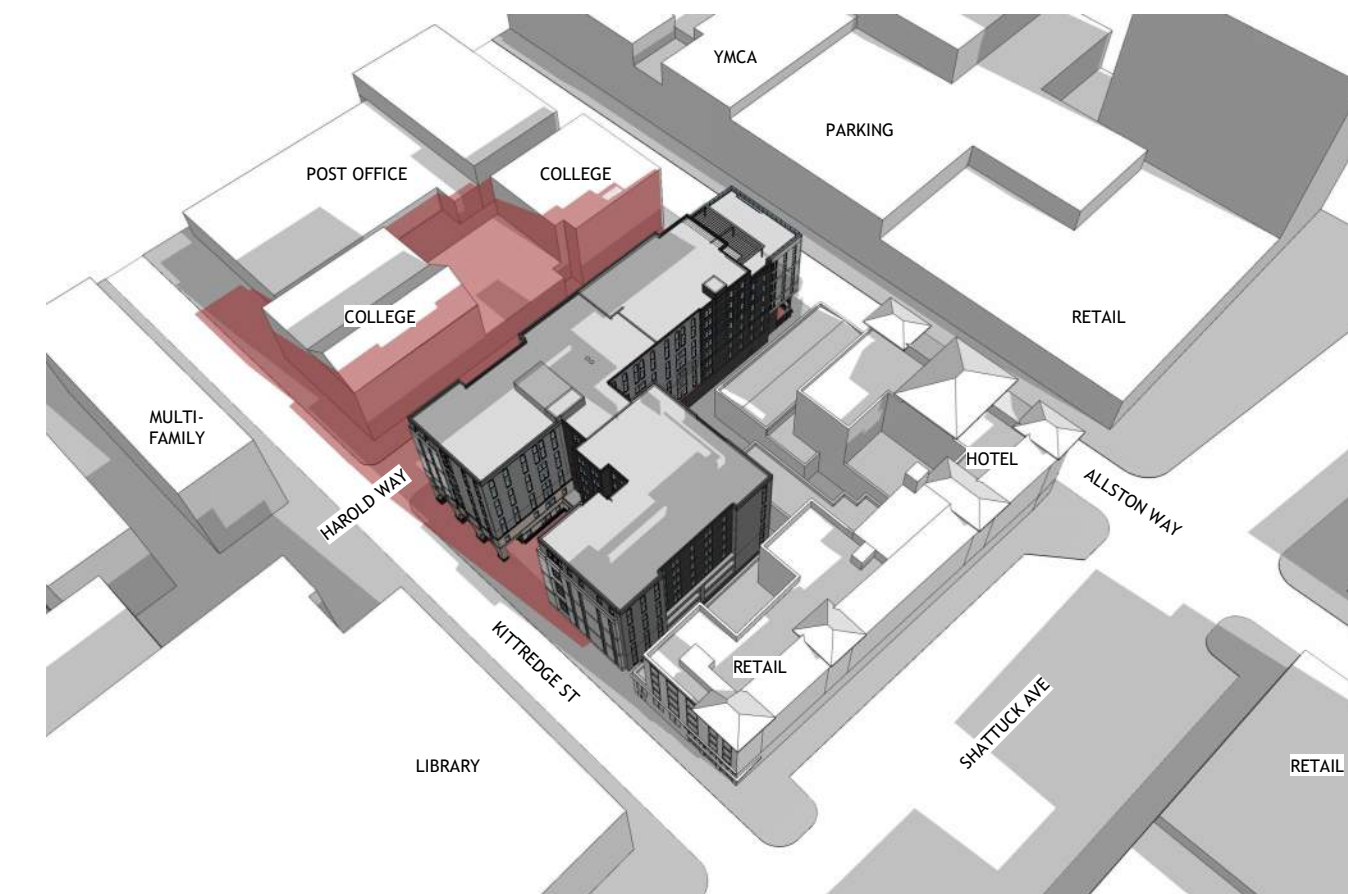 YMCA
PARKING
POST OFFICE
COLLEGE
COLLEGE
RETAIL
MULTI-
FAMILY
HOTEL
HAROLD WAY
ALLSTON WAY
KITTREDGE ST
RETAIL
SHATTUCK AVE
LIBRARY
RETAIL